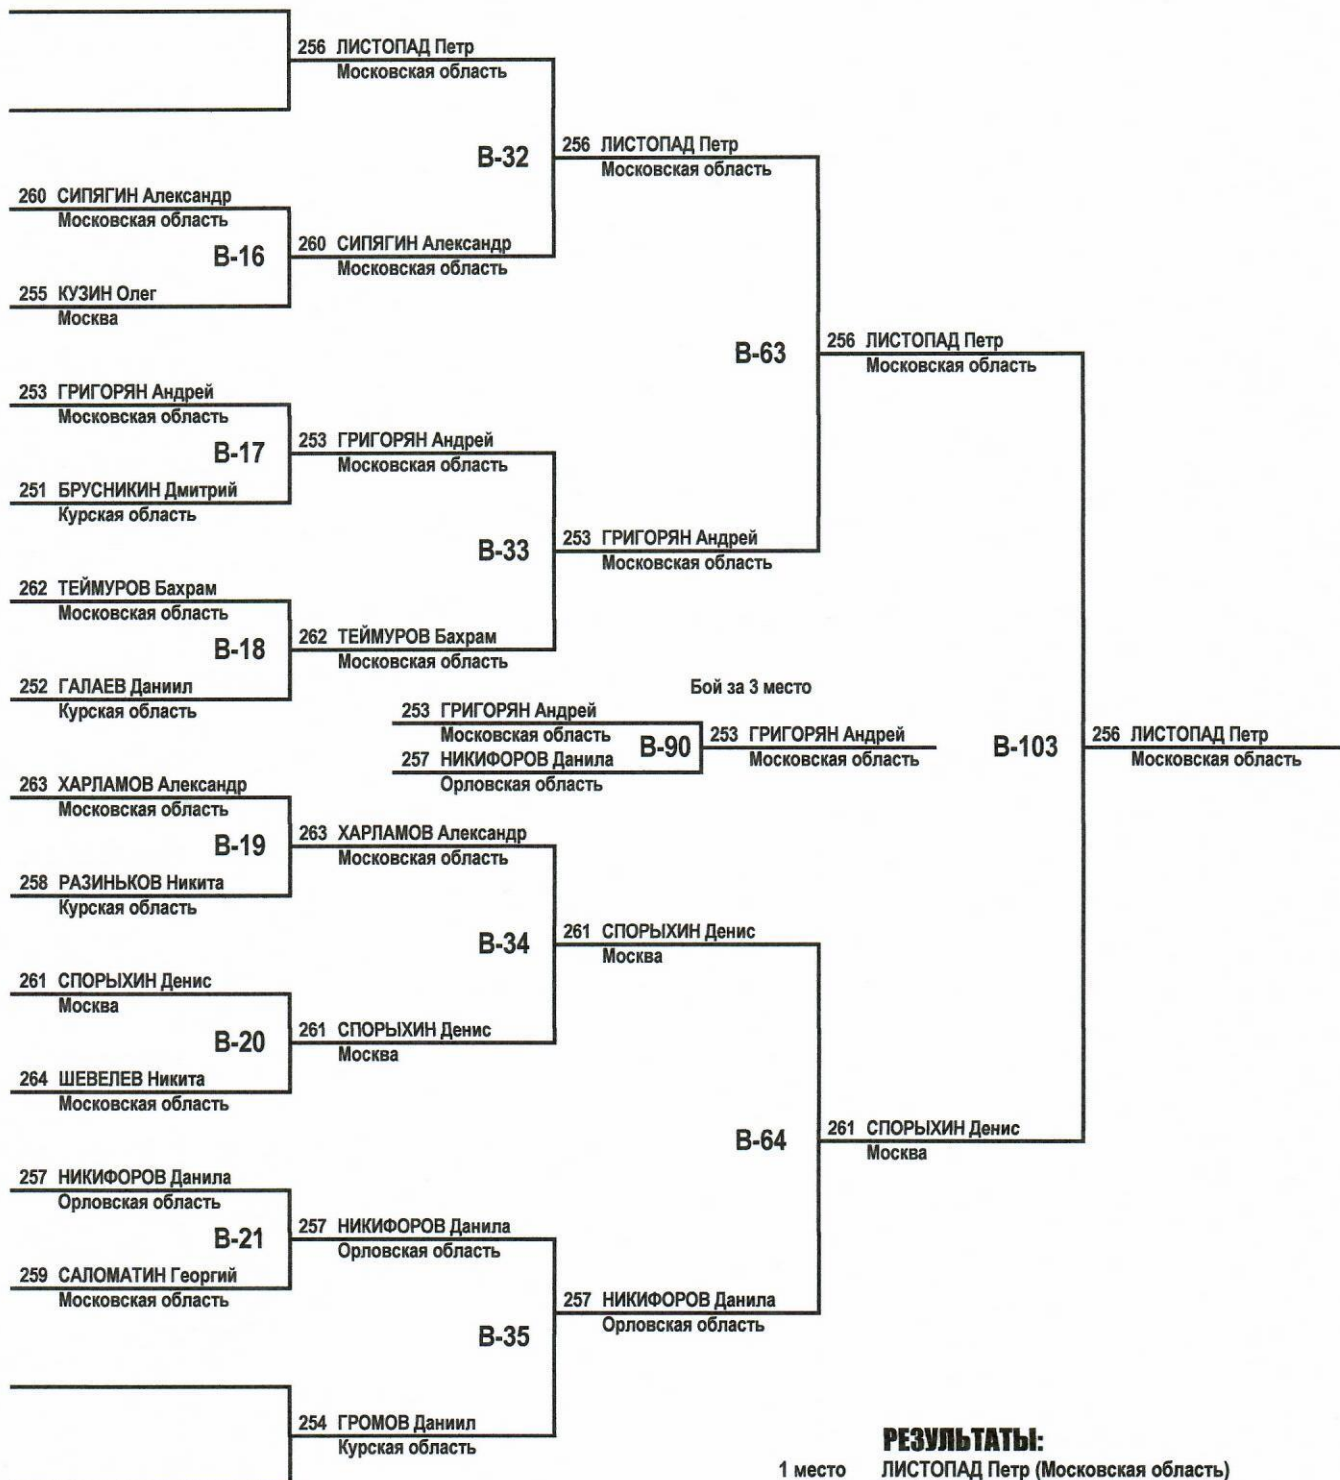 256 ЛИСТОПАД Петр
Московская область
В-32
256 ЛИСТОПАД Петр
Московская область
260 СИПЯГИН Александр
Московская область
В-16
260 СИПЯГИН Александр
Московская область
255 КУЗИН Олег
Москва
В-63
256 ЛИСТОПАД Петр
Московская область
253 ГРИГОРЯН Андрей
Московская область
В-17
253 ГРИГОРЯН Андрей
Московская область
251 БРУСНИКИН Дмитрий
Курская область
В-33
253 ГРИГОРЯН Андрей
Московская область
262 ТЕЙМУРОВ Бахрам
Московская область
В-18
262 ТЕЙМУРОВ Бахрам
Московская область
252 ГАЛАЕВ Даниил
Курская область
Бой за 3 место
253 ГРИГОРЯН Андрей
Московская область
В-90
253 ГРИГОРЯН Андрей
Московская область
257 НИКИФОРОВ Данила
Орловская область
В-103
256 ЛИСТОПАД Петр
Московская область
263 ХАРЛАМОВ Александр
Московская область
В-19
263 ХАРЛАМОВ Александр
Московская область
258 РАЗИНЬКОВ Никита
Курская область
В-34
261 СПОРЫХИН Денис
Москва
261 СПОРЫХИН Денис
Москва
В-20
261 СПОРЫХИН Денис
Москва
264 ШЕВЕЛЕВ Никита
Московская область
В-64
261 СПОРЫХИН Денис
Москва
257 НИКИФОРОВ Данила
Орловская область
В-21
257 НИКИФОРОВ Данила
Орловская область
259 САЛОМАТИН Георгий
Московская область
257 НИКИФОРОВ Данила
Орловская область
В-35
254 ГРОМОВ Даниил
Курская область
РЕЗУЛЬТАТЫ:
1 место ЛИСТОПАД Петр (Московская область)